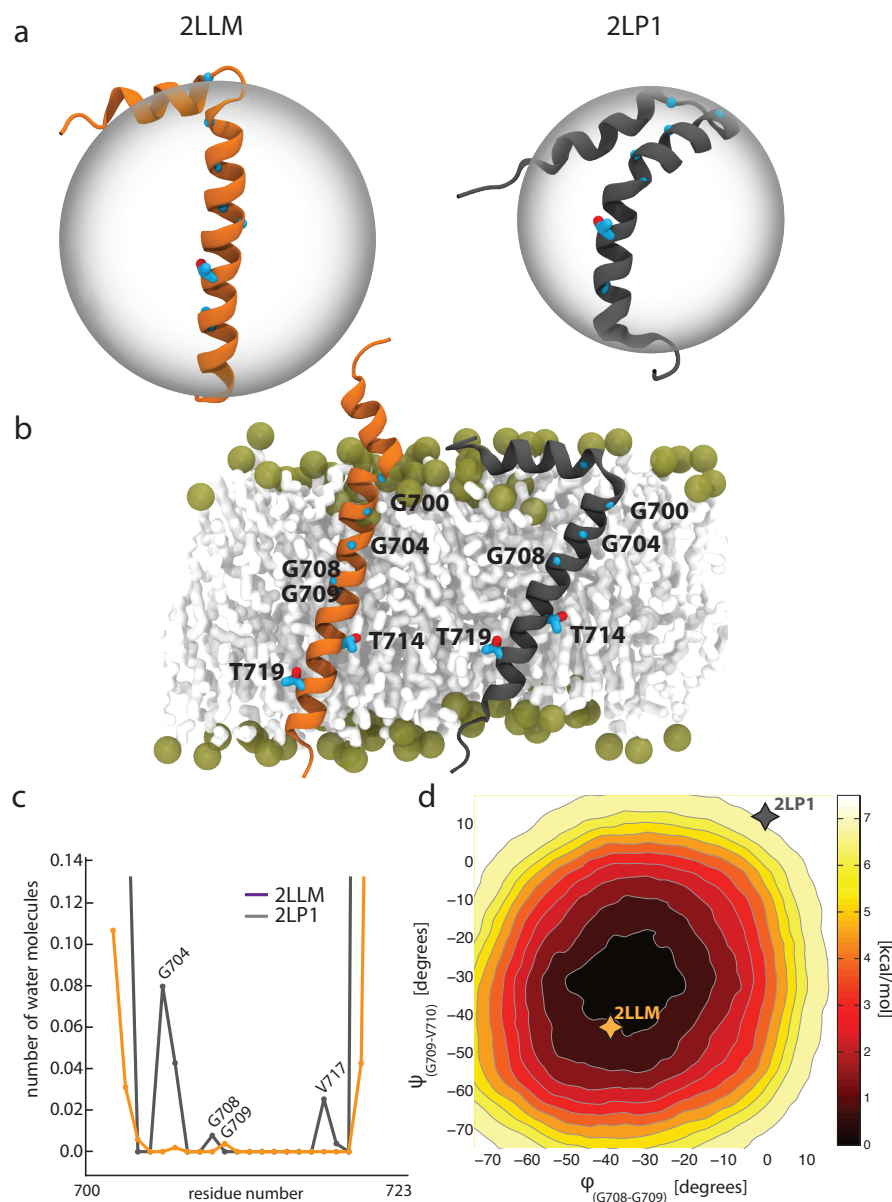 a
2LLM
2LP1
b
G700
G704
G708
G709
T714
T719
G700
G704
G708
T719
T714
c
0.14
0.12
0.10
0.08
0.06
0.04
0.02
0.0
number of water molecules
2LLM
2LP1
G704
G708
G709
V717
700
residue number
723
d
2LP1
2LLM
10
0
−10
−20
−30
−40
−50
−60
−70
ψ(G709-V710) [degrees]
−70 −60 −50 −40 −30 −20 −10 0 10
φ(G708-G709) [degrees]
7
6
5
4
3
2
1
0
[kcal/mol]